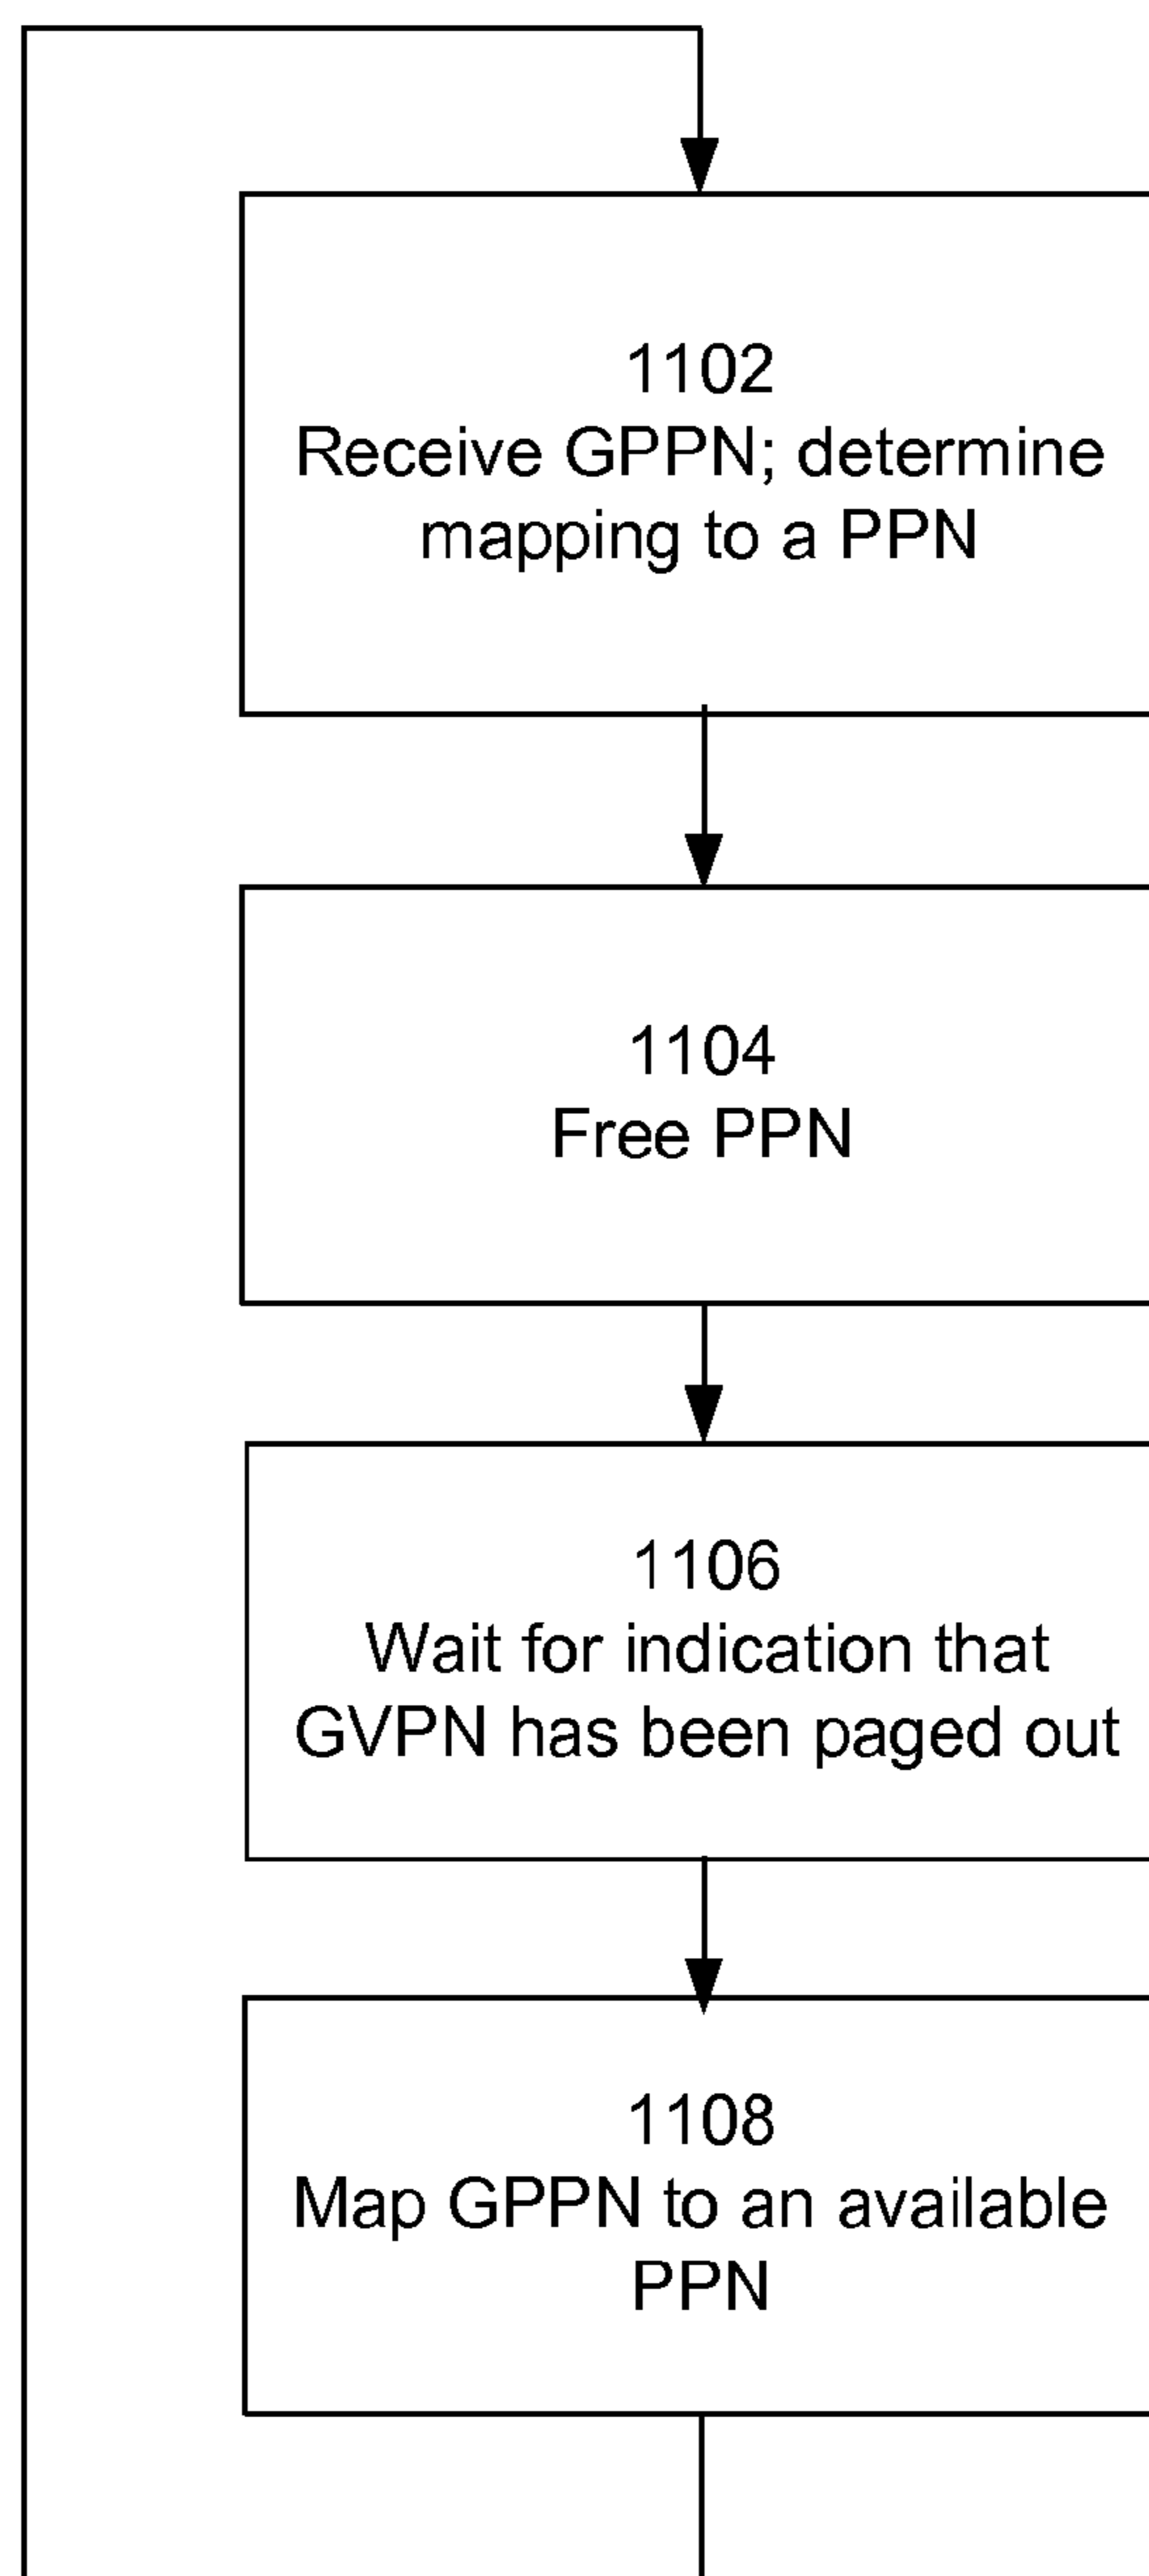 1102
Receive GPPN; determine
mapping to a PPN
1104
Free PPN
1106
Wait for indication that
GVPN has been paged out
1108
Map GPPN to an available
PPN